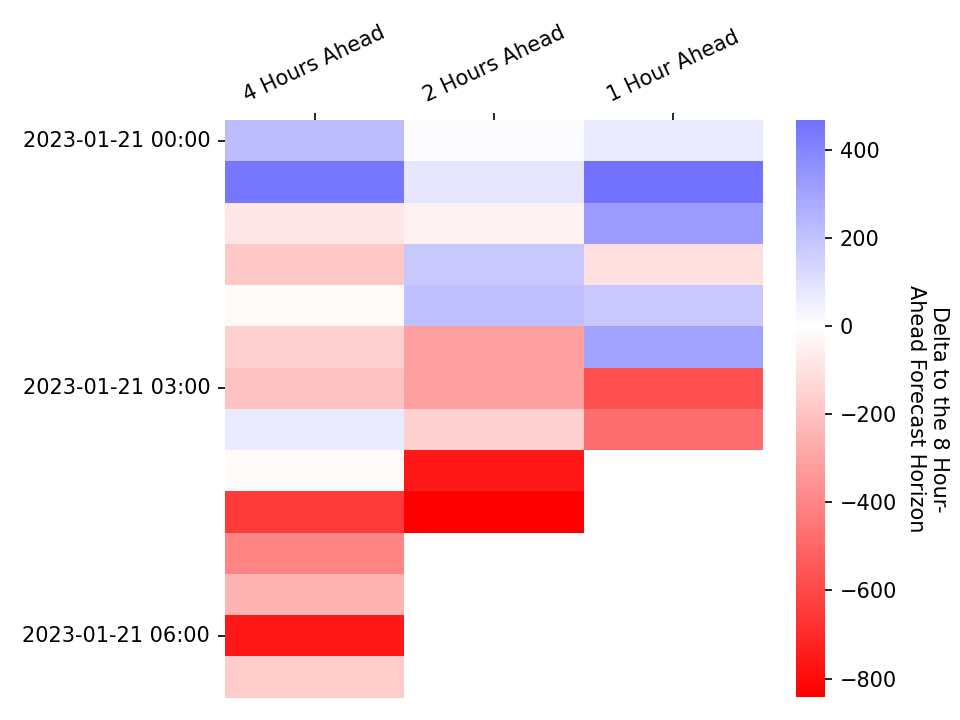 4 Hours Ahead
2 Hours Ahead
1 Hour Ahead
2023-01-21 00:00
2023-01-21 03:00
2023-01-21 06:00
400
200
0
−200
−400
−600
−800
Delta to the 8 Hour-
Ahead Forecast Horizon